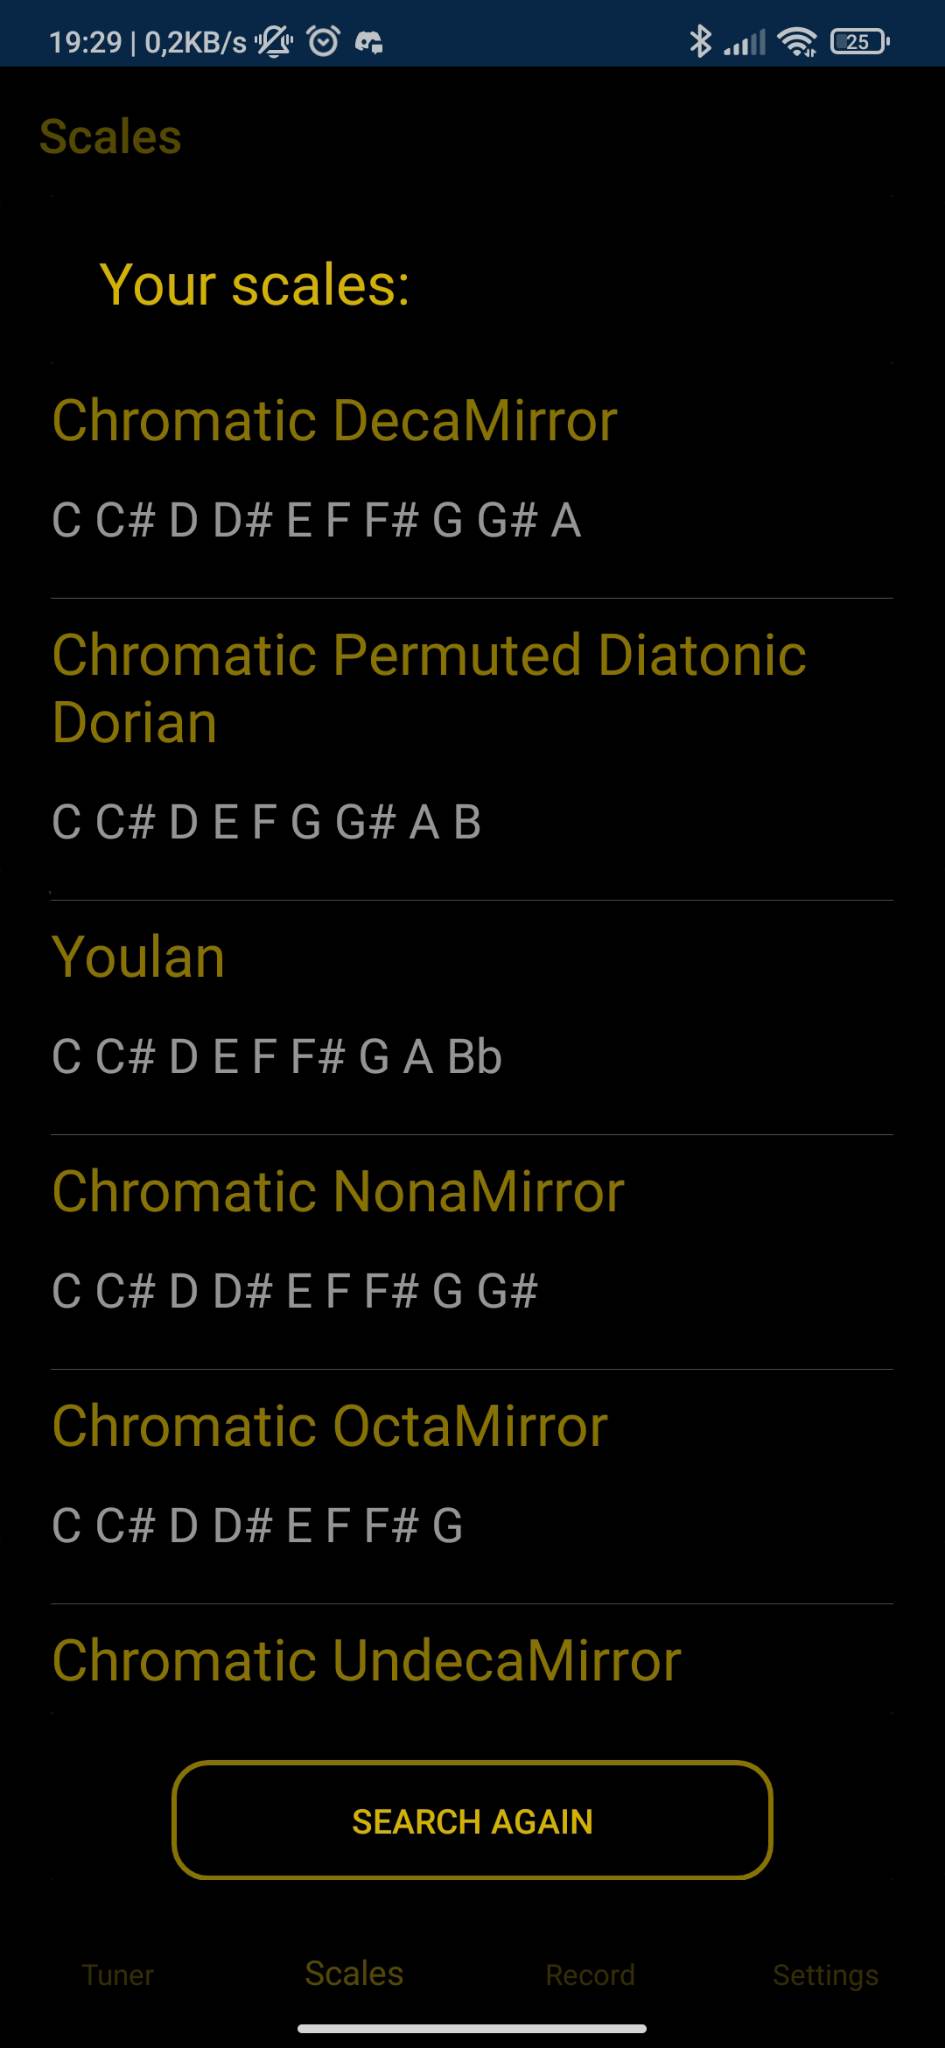 19:29 | 0,2KB/s 25
Scales
Your scales:
Chromatic DecaMirror
C C# D D# E F F# G G# A
Chromatic Permuted Diatonic
Dorian
C C# D E F G G# A B
Youlan
C C# D E F F# G A Bb
Chromatic NonaMirror
C C# D D# E F F# G G#
Chromatic OctaMirror
C C# D D# E F F# G
Chromatic UndecaMirror
SEARCH AGAIN
Tuner Scales Record Settings